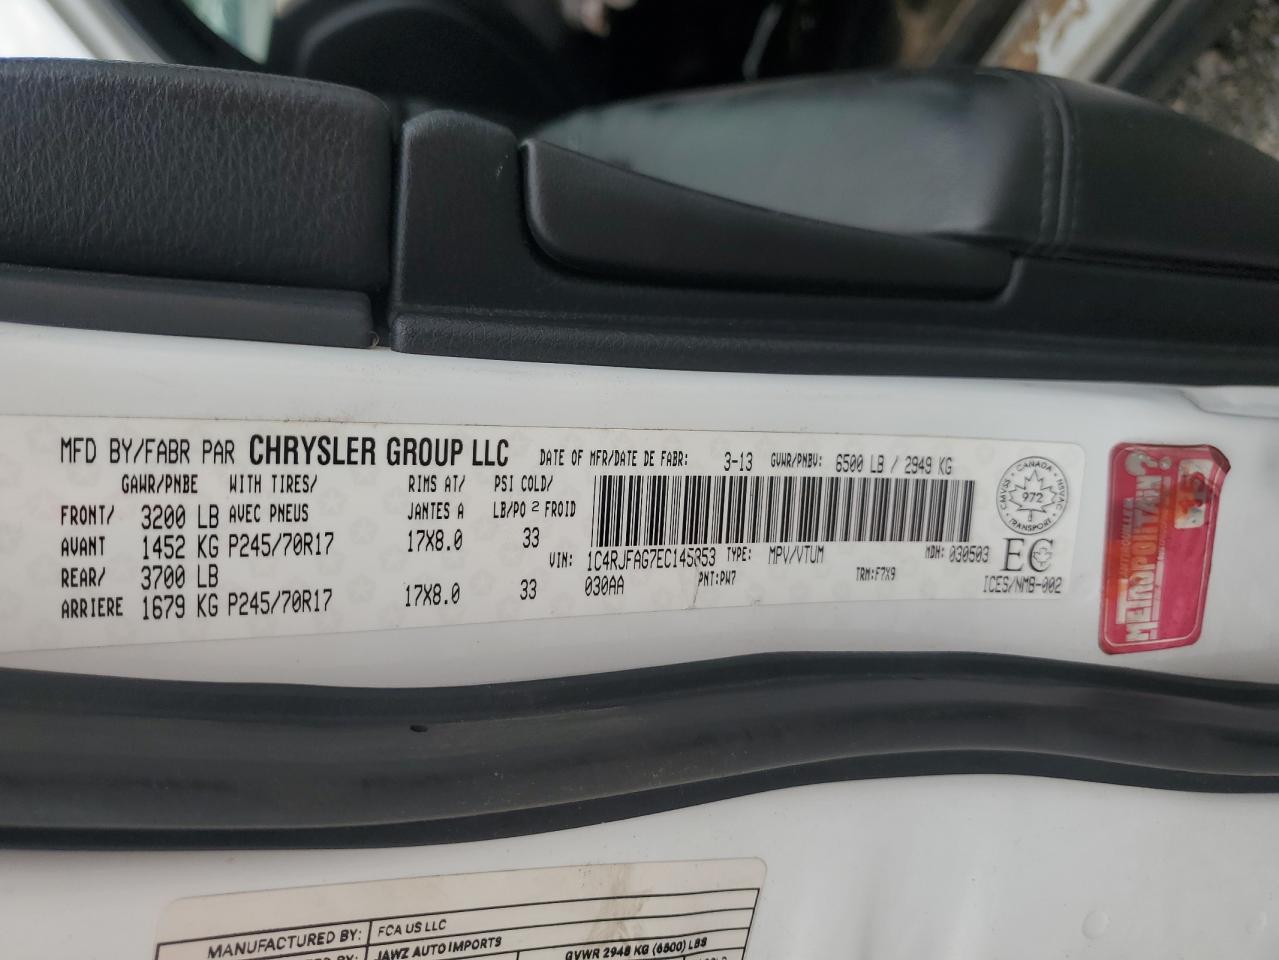 MFD BY/FABR PAR CHRYSLER GROUP LLC DATE OF MFR/DATE DE FABR: 3-13 GVWR/PNBV: 6500 LB / 2949 KG
GAWR/PNBE WITH TIRES/ RIMS AT/ PSI COLD/
FRONT/ 3200 LB AVEC PNEUS JANTES A LB/PO 2 FROID
AVANT 1452 KG P245/70R17 17X8.0 33
REAR/ 3700 LB
ARRIERE 1679 KG P245/70R17 17X8.0 33
VIN: 1C4RJFAG7EC145853 TYPE: MPV/VTUM MDH: 030503
030AA PNT:PW7 TRM:F7X9
CANADA
CMVSS NSVAC
972
TRANSPORT
EC
ICES/NMB-002
METROPOLITAIN
MANUFACTURED BY: FCA US LLC
JAWZ AUTO IMPORTS GVWR 2948 KG (6500) LBS